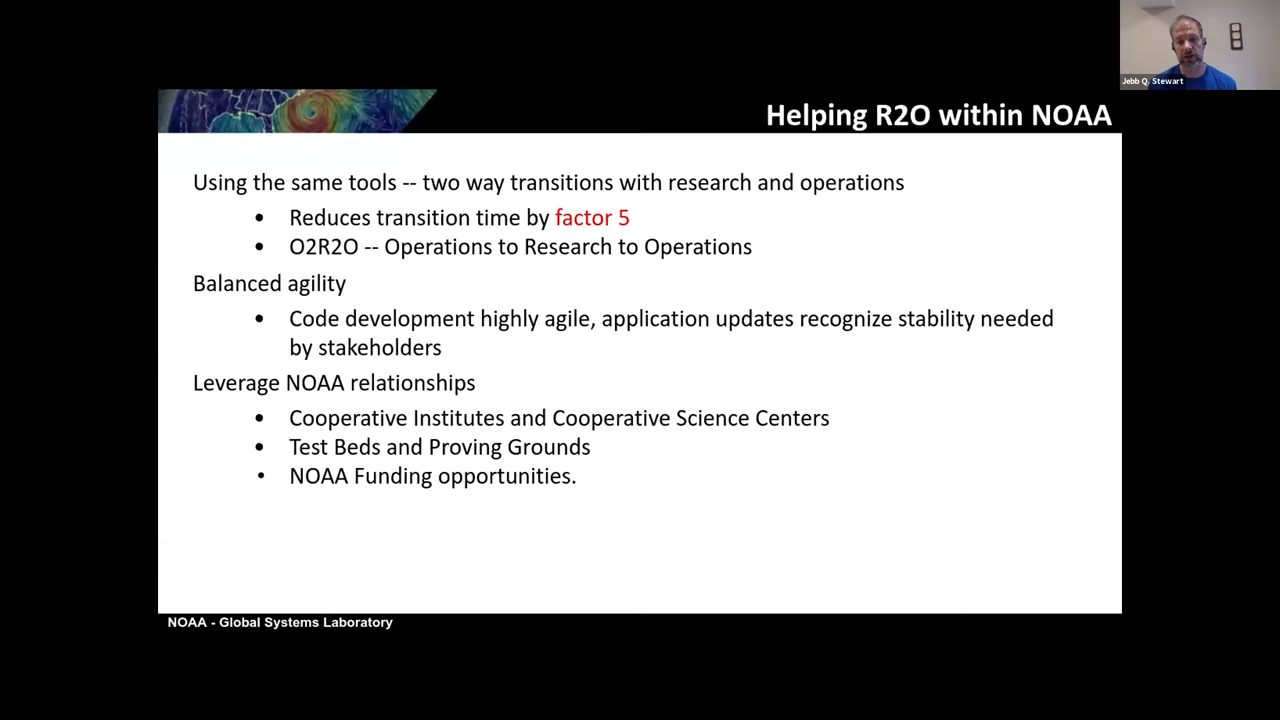 Jebb Q. Stewart
Helping R2O within NOAA
Using the same tools -- two way transitions with research and operations
• Reduces transition time by factor 5
• O2R2O -- Operations to Research to Operations
Balanced agility
• Code development highly agile, application updates recognize stability needed
by stakeholders
Leverage NOAA relationships
• Cooperative Institutes and Cooperative Science Centers
• Test Beds and Proving Grounds
• NOAA Funding opportunities.
NOAA - Global Systems Laboratory